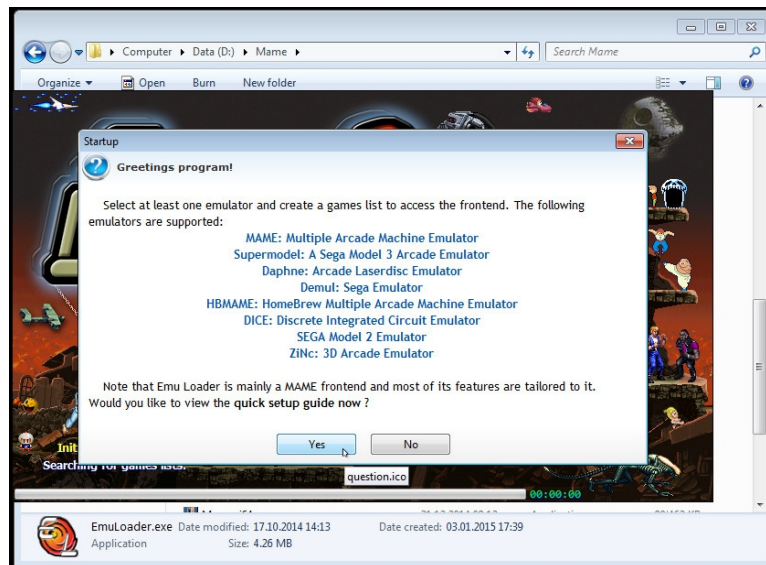 Computer ▸ Data (D:) ▸ Mame ▸
Search Mame
Organize ▾ Open Burn New folder
Startup
Greetings program!
Select at least one emulator and create a games list to access the frontend. The following
emulators are supported:
MAME: Multiple Arcade Machine Emulator
Supermodel: A Sega Model 3 Arcade Emulator
Daphne: Arcade Laserdisc Emulator
Demul: Sega Emulator
HBMAME: HomeBrew Multiple Arcade Machine Emulator
DICE: Discrete Integrated Circuit Emulator
SEGA Model 2 Emulator
ZiNc: 3D Arcade Emulator
Note that Emu Loader is mainly a MAME frontend and most of its features are tailored to it.
Would you like to view the quick setup guide now ?
Yes No
Init
Searching for games lists.
question.ico
00:00:00
EmuLoader.exe Date modified: 17.10.2014 14:13 Date created: 03.01.2015 17:39
Application Size: 4.26 MB